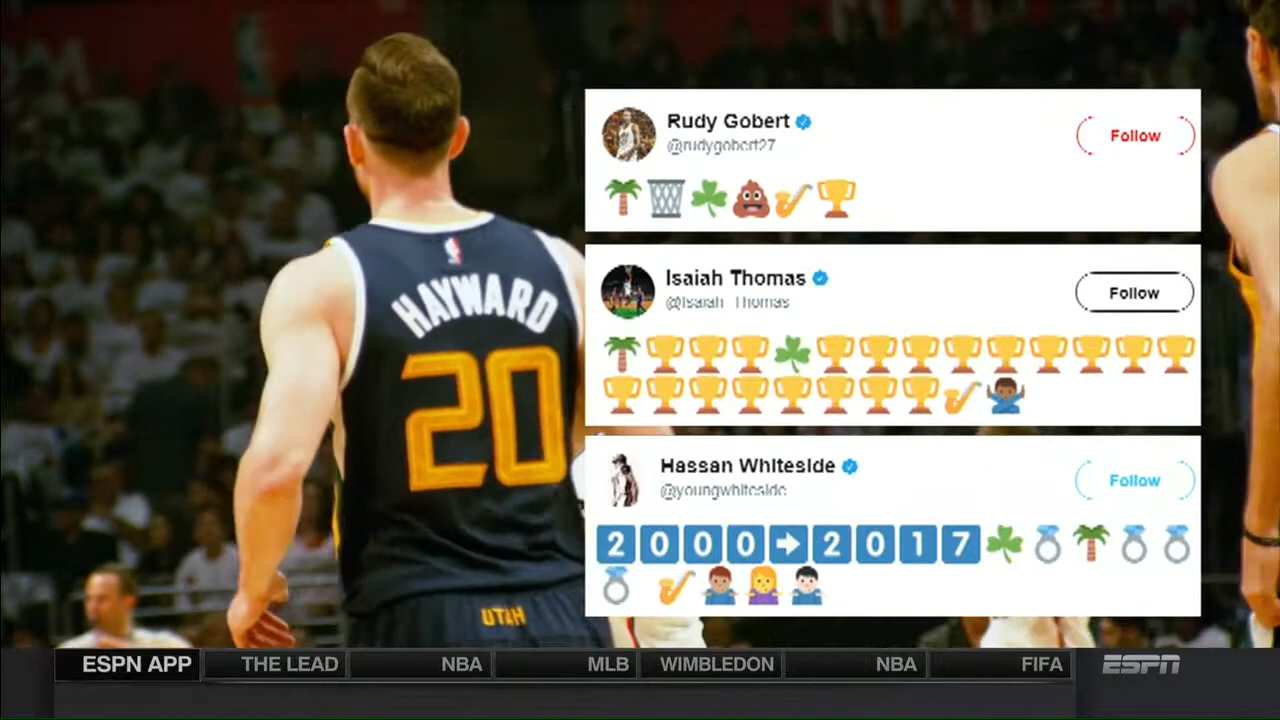 HAYWARD
20
UTAH
Rudy Gobert
@rudygobert27
Follow
Isaiah Thomas
@Isaiah_Thomas
Follow
Hassan Whiteside
@youngwhiteside
Follow
2000➡2017
ESPN APP
THE LEAD
NBA
MLB
WIMBLEDON
NBA
FIFA
ESPN